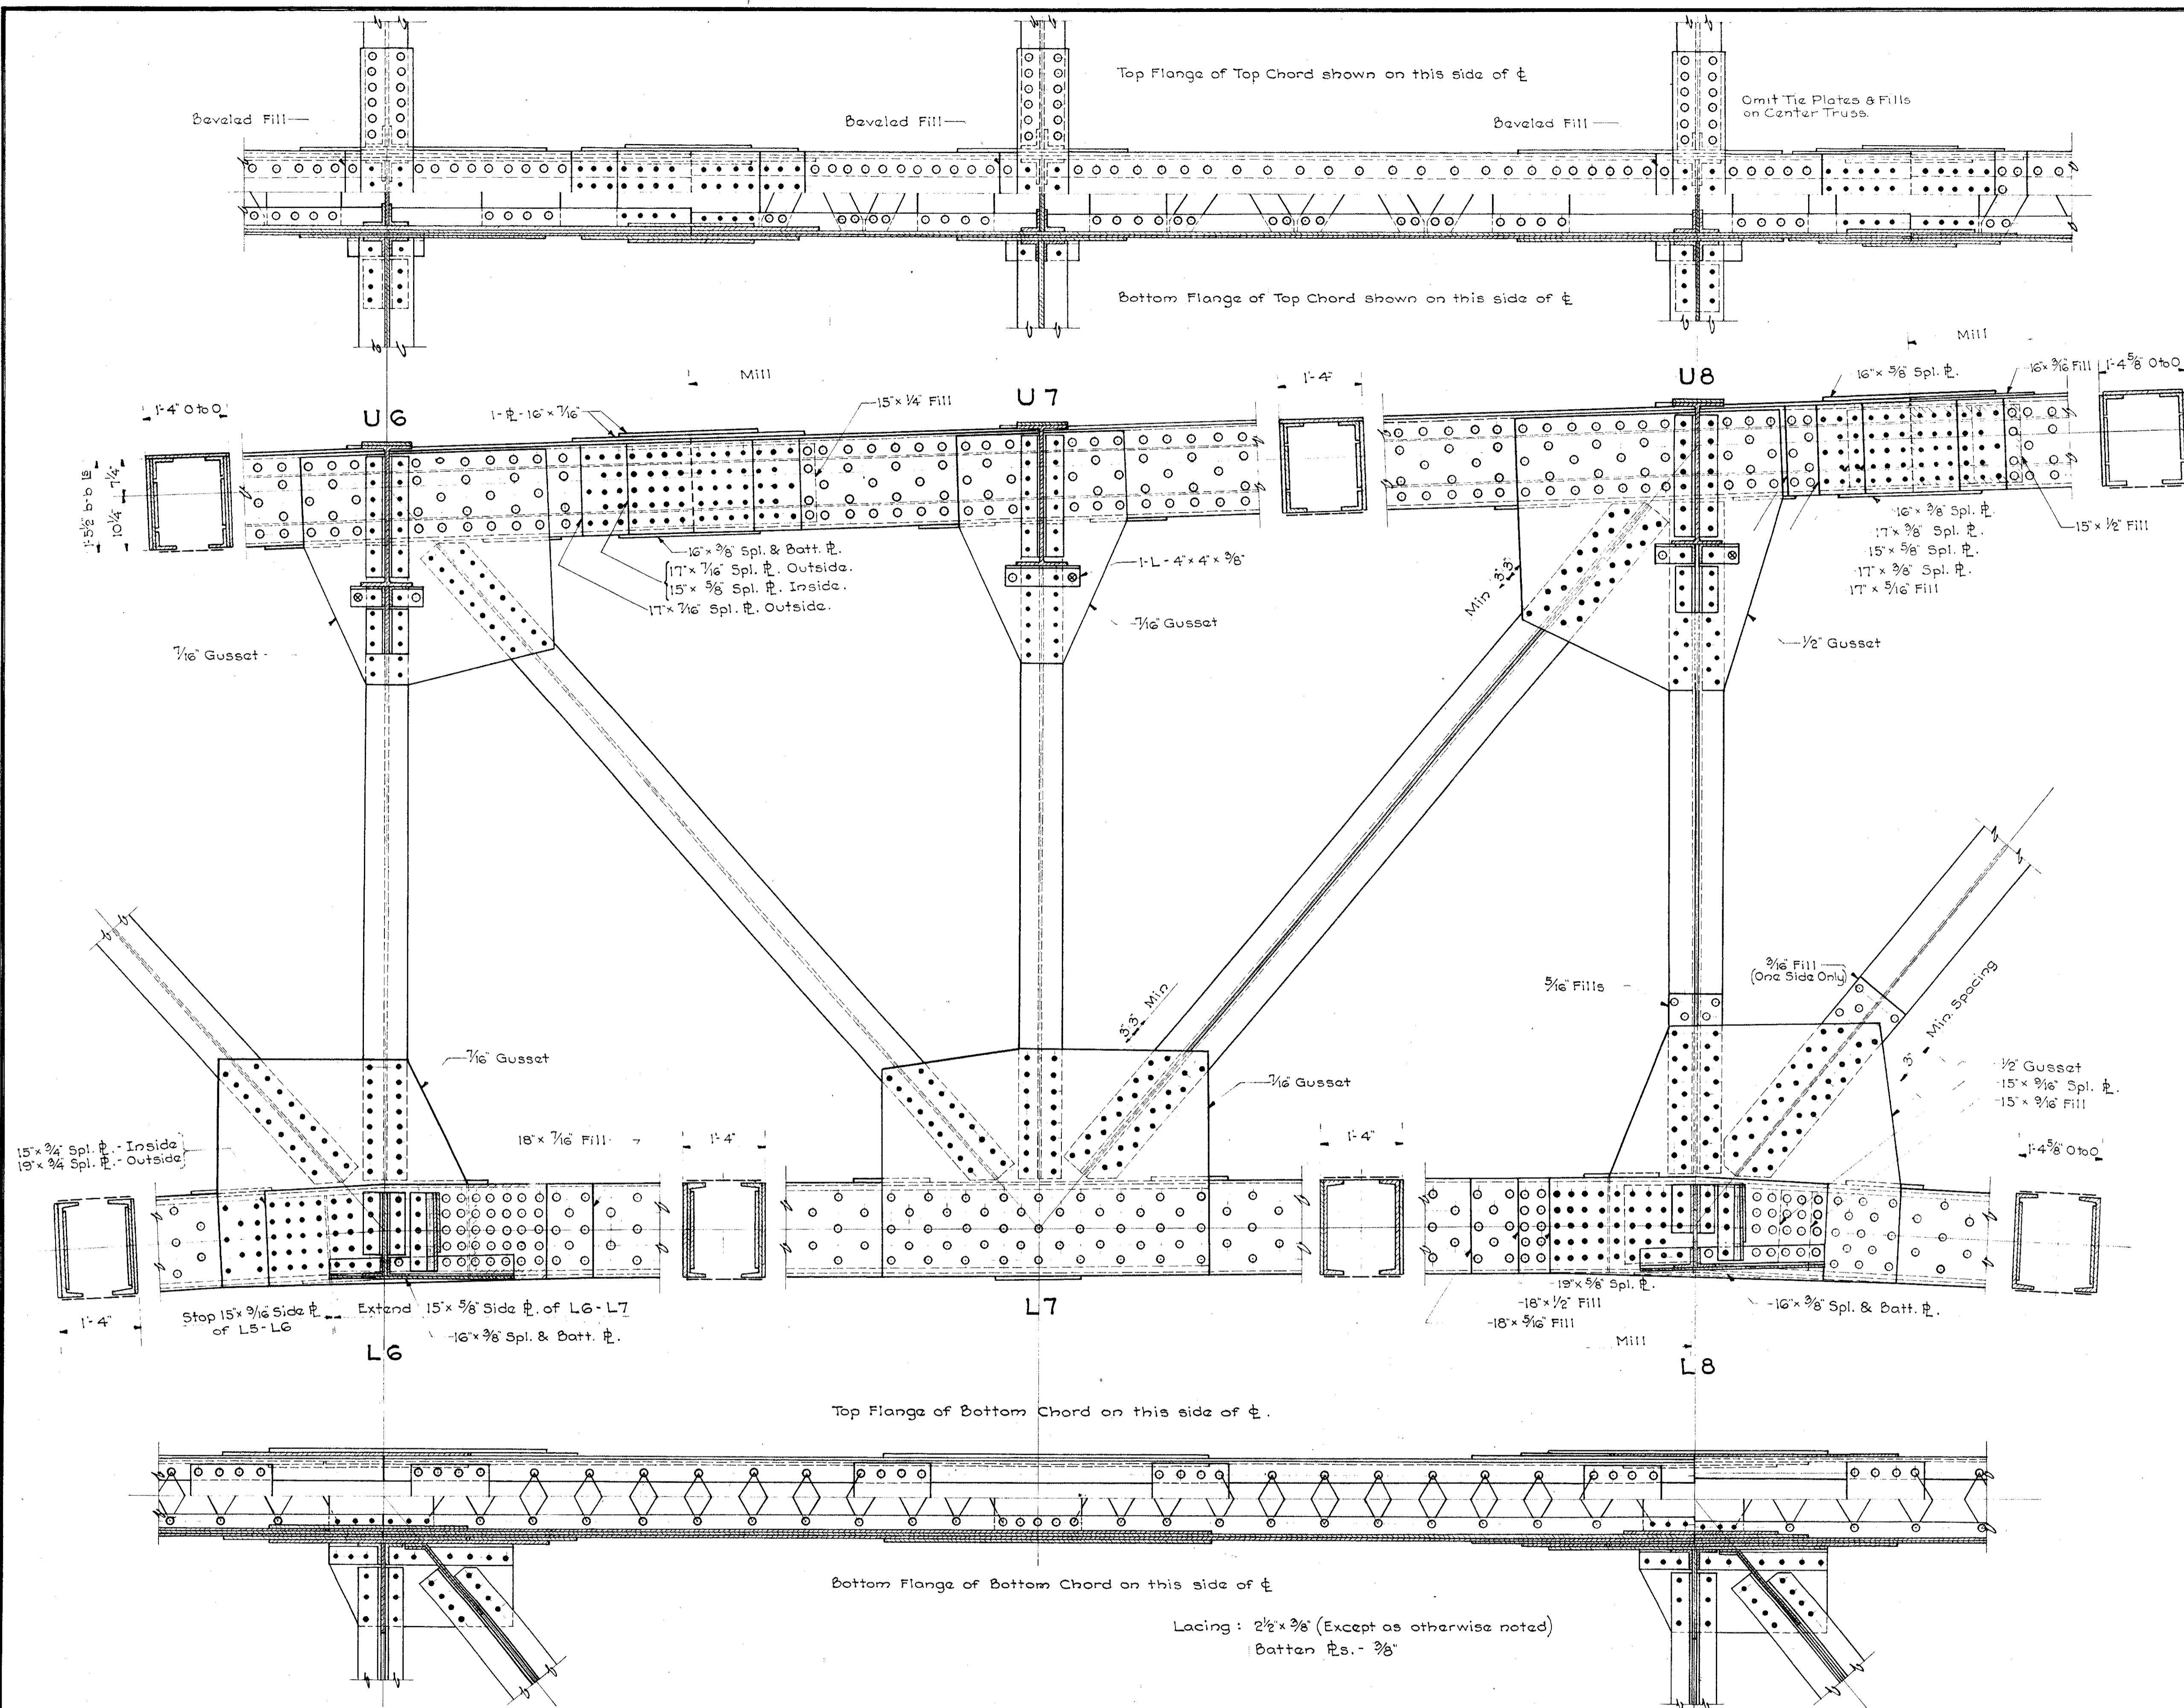 Top Flange of Top Chord shown on this side of ℄
Beveled Fill
Beveled Fill
Beveled Fill
Omit Tie Plates & Fills
on Center Truss.
Bottom Flange of Top Chord shown on this side of ℄
Mill
Mill
U6
U7
U8
1'-4" O to O
1-℄-16"×7/16"
15"×1/4" Fill
1'-4"
16"×5/8" Spl. ℄.
16"×3/16" Fill
1'-4 5/8" O to O
1'-5 1/2" b-b Ls
10 1/4" 7 1/4"
16"×3/8" Spl. & Batt. ℄.
17"×7/16" Spl. ℄. Outside.
15"×5/8" Spl. ℄. Inside.
17"×7/16" Spl. ℄. Outside.
1-L-4"×4"×3/8"
7/16" Gusset
7/16" Gusset
Min 3" 3"
16"×3/8" Spl. ℄.
17"×3/8" Spl. ℄.
15"×5/8" Spl. ℄.
17"×3/8" Spl. ℄.
17"×5/16" Fill
15"×1/2" Fill
1/2" Gusset
5/16" Fills
3/16" Fill
(One Side Only)
3" 3" Min
3" Min. Spacing
7/16" Gusset
7/16" Gusset
1/2" Gusset
15"×9/16" Spl. ℄.
15"×9/16" Fill
15"×3/4" Spl. ℄.-Inside
19"×3/4 Spl. ℄.-Outside
18"×7/16" Fill
1'-4"
1'-4"
1'-4 5/8" O to O
1'-4"
Stop 15"×9/16" Side ℄
of L5-L6
Extend 15"×5/8" Side ℄. of L6-L7
16"×3/8" Spl. & Batt. ℄.
19"×5/8" Spl. ℄.
18"×1/2" Fill
18"×5/16" Fill
16"×3/8" Spl. & Batt. ℄.
Mill
L6
L7
L8
Top Flange of Bottom Chord on this side of ℄.
Bottom Flange of Bottom Chord on this side of ℄
Lacing: 2 1/2"×3/8" (Except as otherwise noted)
Batten ℄s.- 3/8"